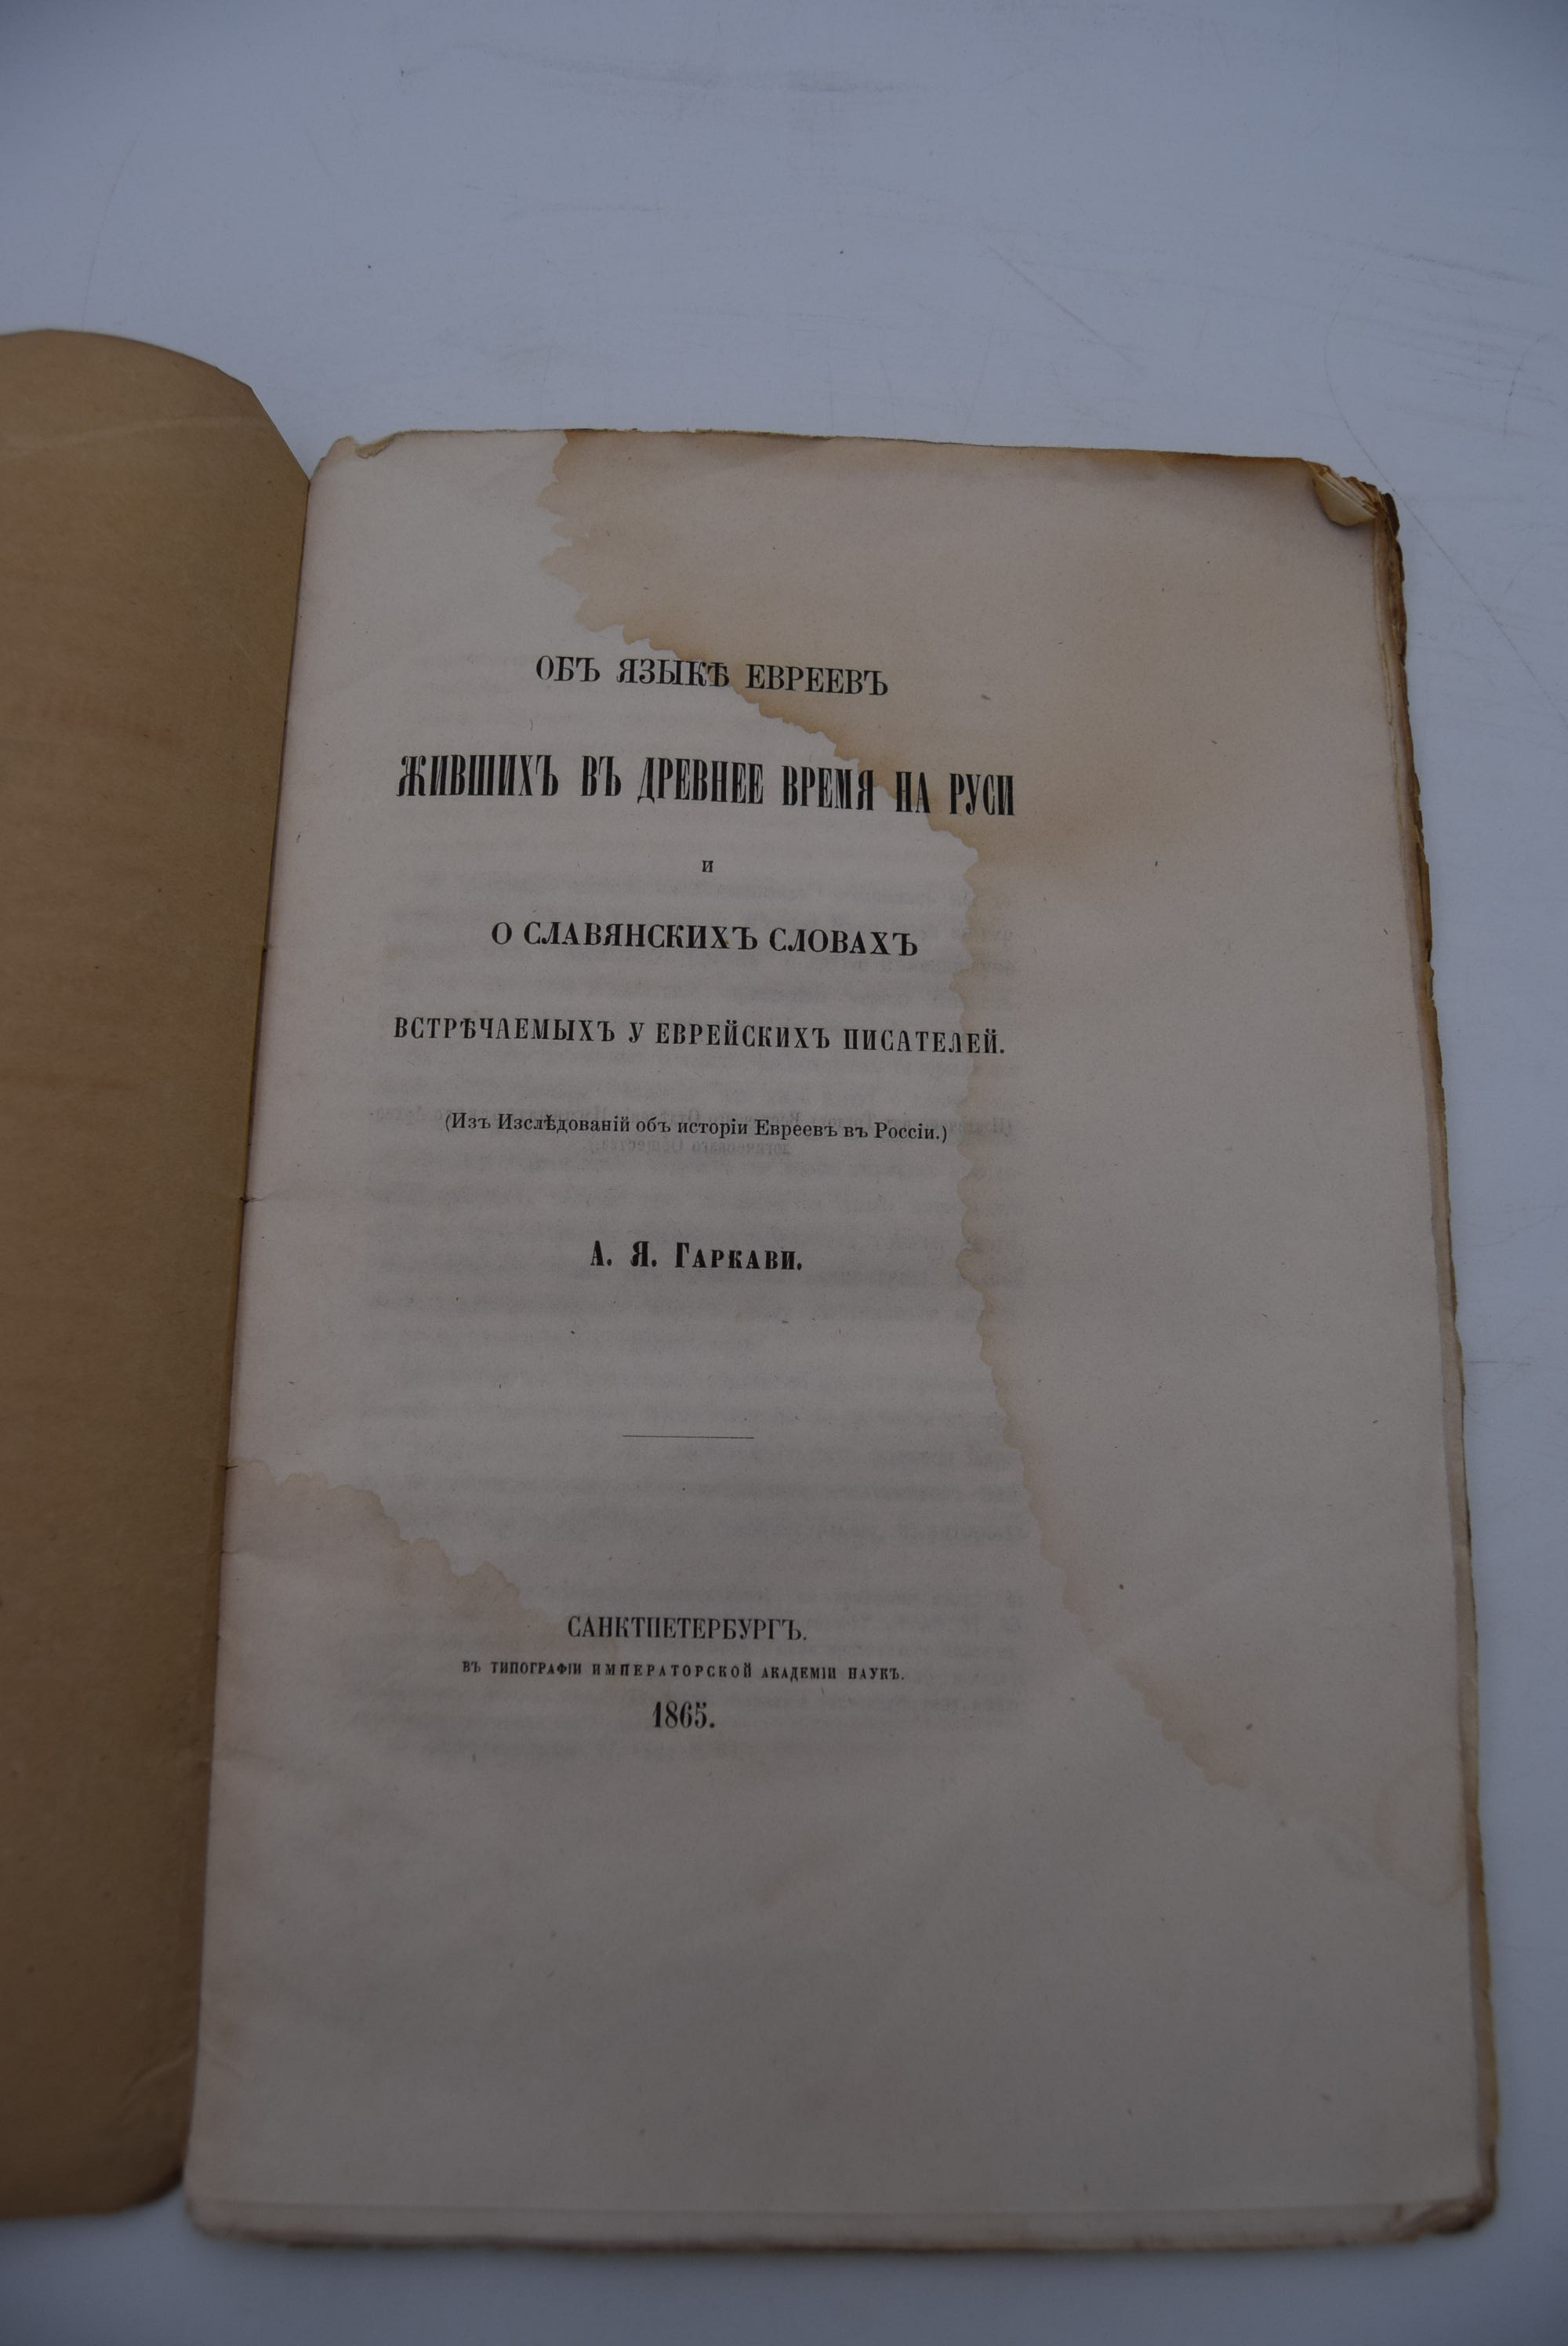 ОБЪ ЯЗЫКѢ ЕВРЕЕВЪ
ЖИВШИХЪ ВЪ ДРЕВНЕЕ ВРЕМЯ НА РУСИ
И
О СЛАВЯНСКИХЪ СЛОВАХЪ
ВСТРѢЧАЕМЫХЪ У ЕВРЕЙСКИХЪ ПИСАТЕЛЕЙ.
(Изъ Изслѣдованій объ исторіи Евреевъ въ Россіи.)
А. Я. ГАРКАВИ.
САНКТПЕТЕРБУРГЪ.
ВЪ ТИПОГРАФІИ ИМПЕРАТОРСКОЙ АКАДЕМІИ НАУКЪ.
1865.